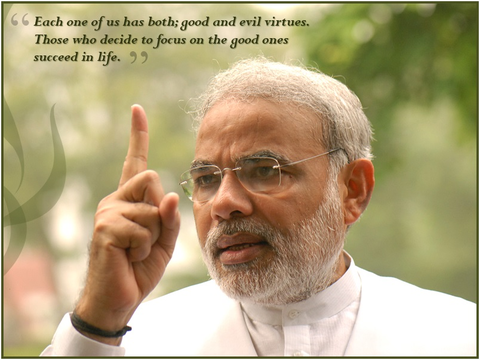 “Each one of us has both; good and evil virtues.
Those who decide to focus on the good ones
succeed in life. ”